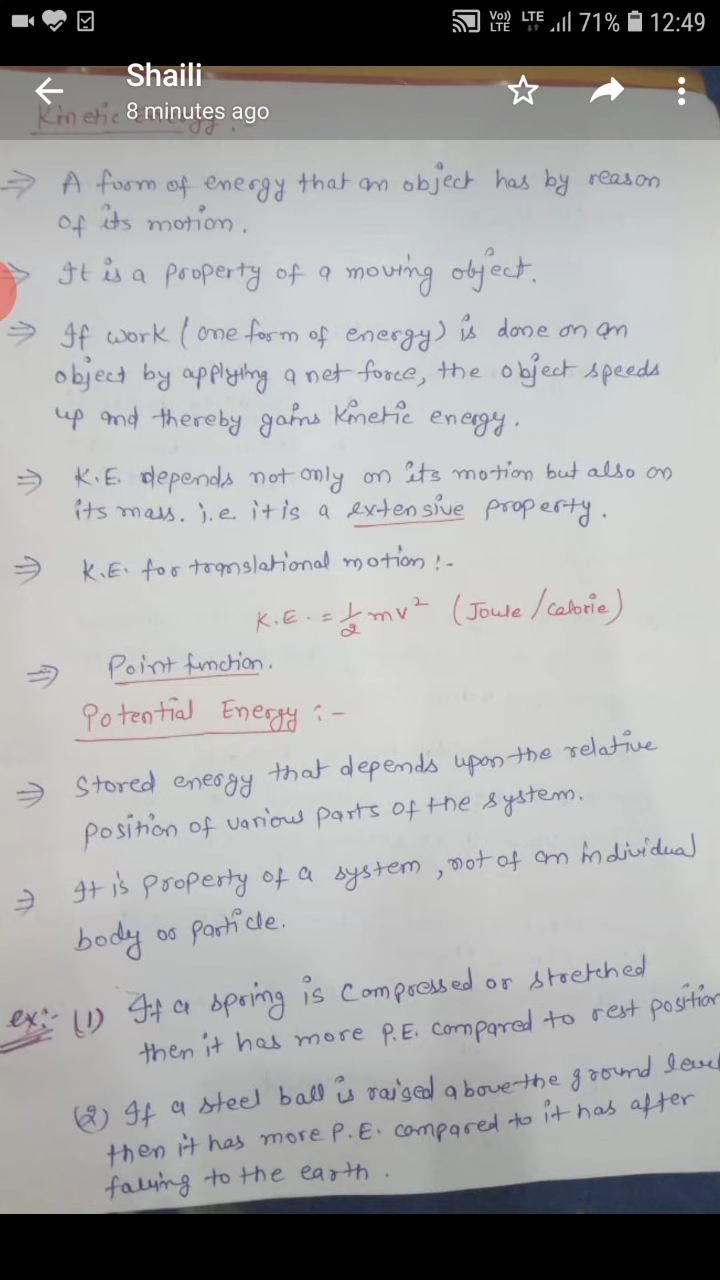 Vo)) LTE LTE 71% 12:49
Shaili
8 minutes ago
Kinetic energy.
⇒ A form of energy that an object has by reason
of its motion.
⇒ It is a property of a moving object.
⇒ If work (one form of energy) is done on an
object by applying a net force, the object speeds
up and thereby gains kinetic energy.
⇒ K.E. depends not only on its motion but also on
its mass. i.e. it is a extensive property.
⇒ K.E. for translational motion :-
K.E. = 1/2 mv² (Joule/calorie)
⇒ Point function.
Potential Energy :-
⇒ Stored energy that depends upon the relative
position of various parts of the system.
⇒ It is property of a system, not of an individual
body or particle.
ex:- (1) If a spring is compressed or stretched
then it has more P.E. compared to rest position
(2) If a steel ball is raised above the ground level
then it has more P.E. compared to it has after
falling to the earth.